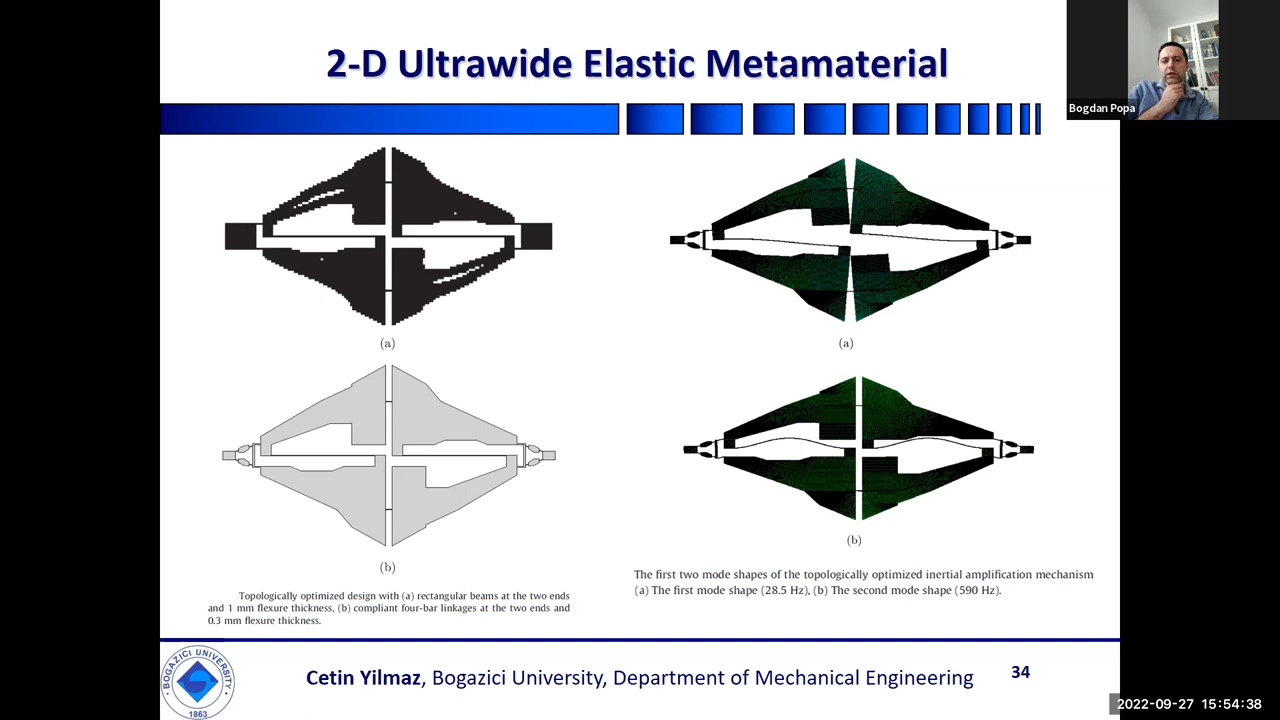 2-D Ultrawide Elastic Metamaterial
Bogdan Popa
(a)
(a)
(b)
(b)
Topologically optimized design with (a) rectangular beams at the two ends
and 1 mm flexure thickness, (b) compliant four-bar linkages at the two ends and
0.3 mm flexure thickness.
The first two mode shapes of the topologically optimized inertial amplification mechanism
(a) The first mode shape (28.5 Hz), (b) The second mode shape (590 Hz).
BOGAZICI UNIVERSITY
1863
Cetin Yilmaz, Bogazici University, Department of Mechanical Engineering
34
2022-09-27 15:54:38